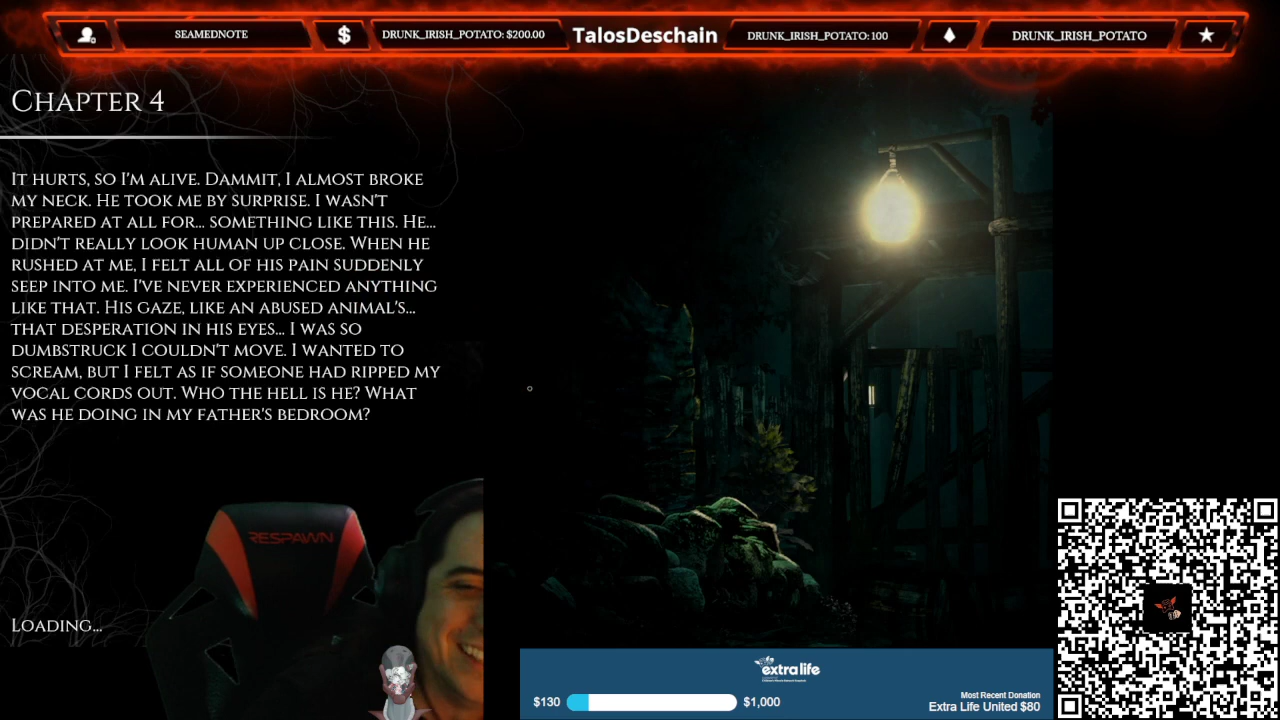 SEAMEDNOTE
$
DRUNK_IRISH_POTATO: $200.00
TalosDeschain
DRUNK_IRISH_POTATO: 100
DRUNK_IRISH_POTATO
Chapter 4
It hurts, so I'm alive. Dammit, I almost broke
my neck. He took me by surprise. I wasn't
prepared at all for... something like this. He...
didn't really look human up close. When he
rushed at me, I felt all of his pain suddenly
seep into me. I've never experienced anything
like that. His gaze, like an abused animal's...
that desperation in his eyes... I was so
dumbstruck I couldn't move. I wanted to
scream, but I felt as if someone had ripped my
vocal cords out. Who the hell is he? What
was he doing in my father's bedroom?
RESPAWN
Loading...
extralife
$130
$1,000
Most Recent Donation
Extra Life United $80